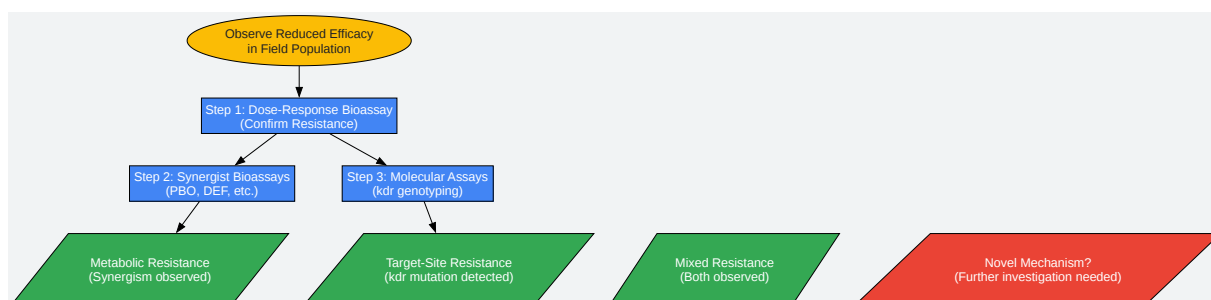 Observe Reduced Efficacy
in Field Population
Step 1: Dose-Response Bioassay
(Confirm Resistance)
Step 2: Synergist Bioassays
(PBO, DEF, etc.)
Step 3: Molecular Assays
(kdr genotyping)
Metabolic Resistance
(Synergism observed)
Target-Site Resistance
(kdr mutation detected)
Mixed Resistance
(Both observed)
Novel Mechanism?
(Further investigation needed)